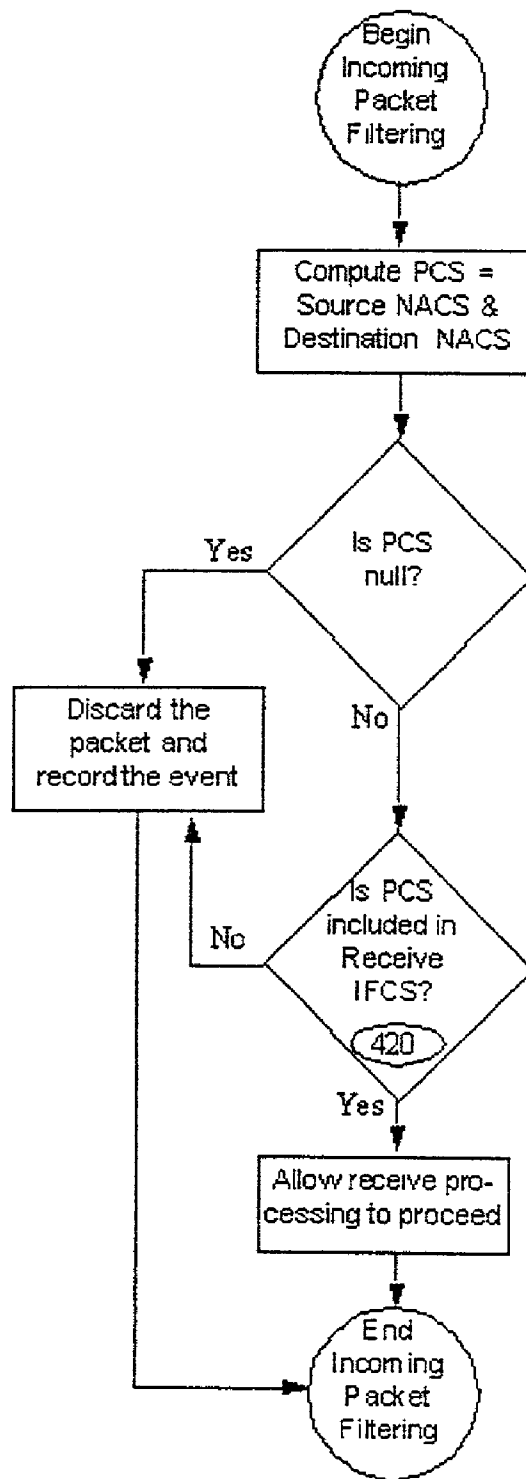 Begin
Incoming
Packet
Filtering
Compute PCS =
Source NACS &
Destination NACS
Is PCS
null?
Yes
No
Discard the
packet and
record the event
Is PCS
included in
Receive
IFCS?
420
No
Yes
Allow receive pro-
cessing to proceed
End
Incoming
Packet
Filtering